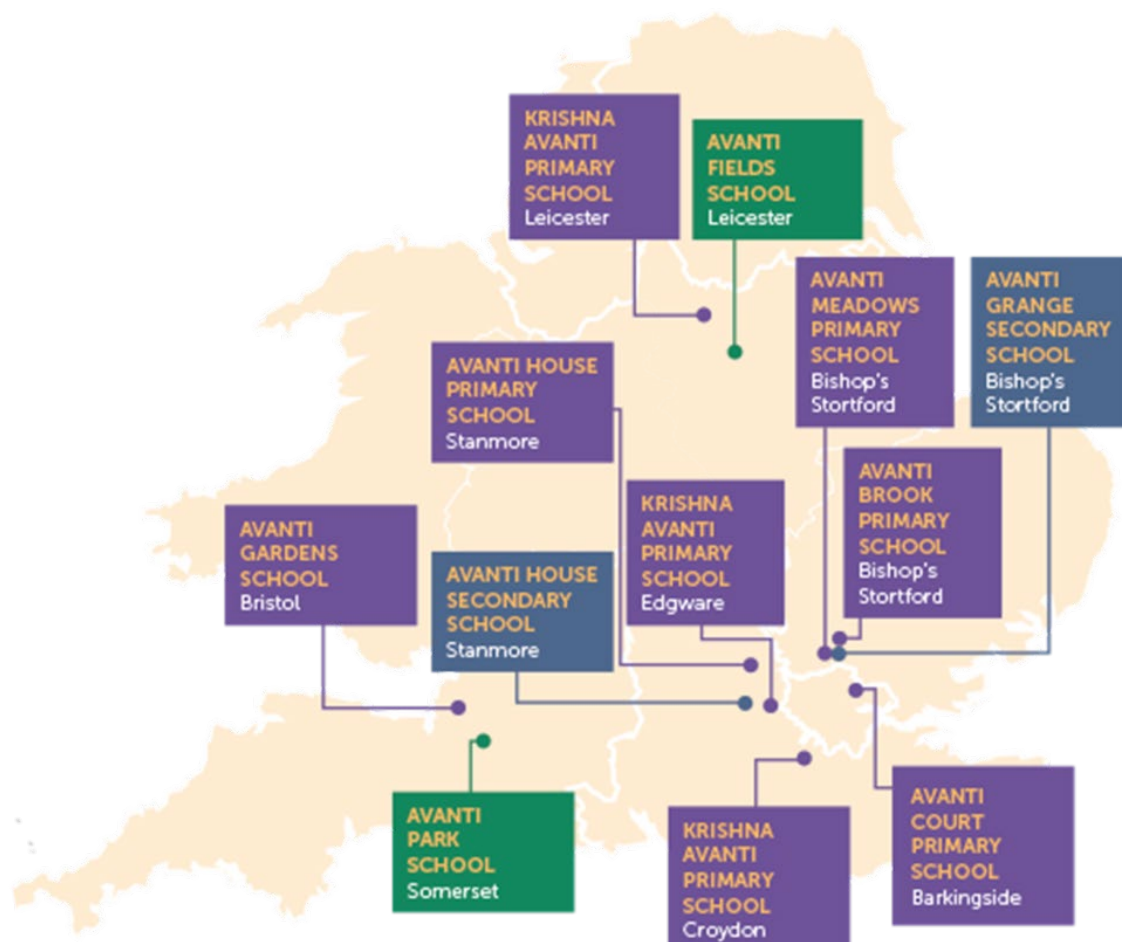 KRISHNA
AVANTI
PRIMARY
SCHOOL
Leicester
AVANTI
FIELDS
SCHOOL
Leicester
AVANTI
MEADOWS
PRIMARY
SCHOOL
Bishop's
Stortford
AVANTI
GRANGE
SECONDARY
SCHOOL
Bishop's
Stortford
AVANTI HOUSE
PRIMARY
SCHOOL
Stanmore
AVANTI
BROOK
PRIMARY
SCHOOL
Bishop's
Stortford
KRISHNA
AVANTI
PRIMARY
SCHOOL
Edgware
AVANTI
GARDENS
SCHOOL
Bristol
AVANTI HOUSE
SECONDARY
SCHOOL
Stanmore
AVANTI
PARK
SCHOOL
Somerset
KRISHNA
AVANTI
PRIMARY
SCHOOL
Croydon
AVANTI
COURT
PRIMARY
SCHOOL
Barkingside